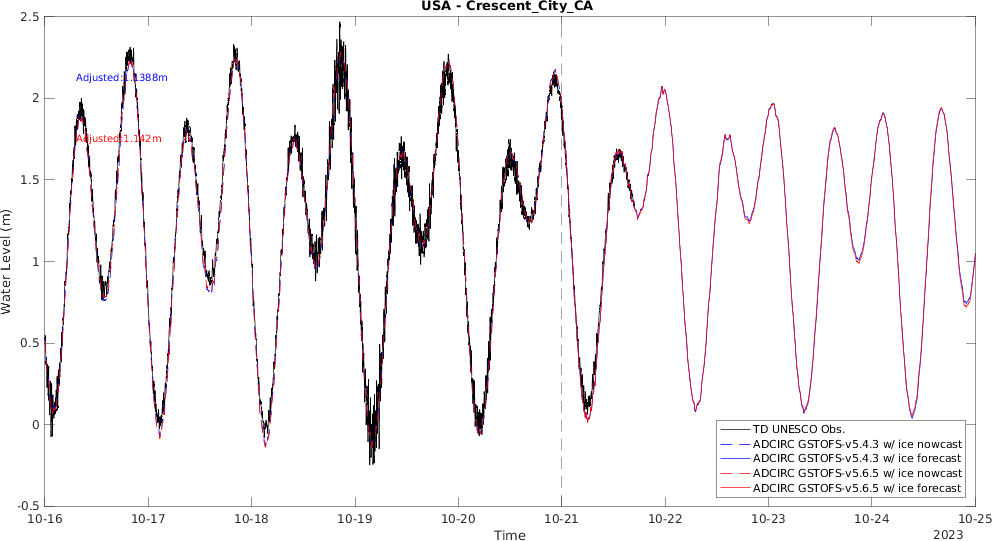 USA - Crescent_City_CA
2.5
2
1.5
1
0.5
0
-0.5
Water Level (m)
Adjusted:1.1388m
Adjusted:1.142m
TD UNESCO Obs.
ADCIRC GSTOFS-v5.4.3 w/ ice nowcast
ADCIRC GSTOFS-v5.4.3 w/ ice forecast
ADCIRC GSTOFS-v5.6.5 w/ ice nowcast
ADCIRC GSTOFS-v5.6.5 w/ ice forecast
10-16 10-17 10-18 10-19 10-20 10-21 10-22 10-23 10-24 10-25
Time
2023